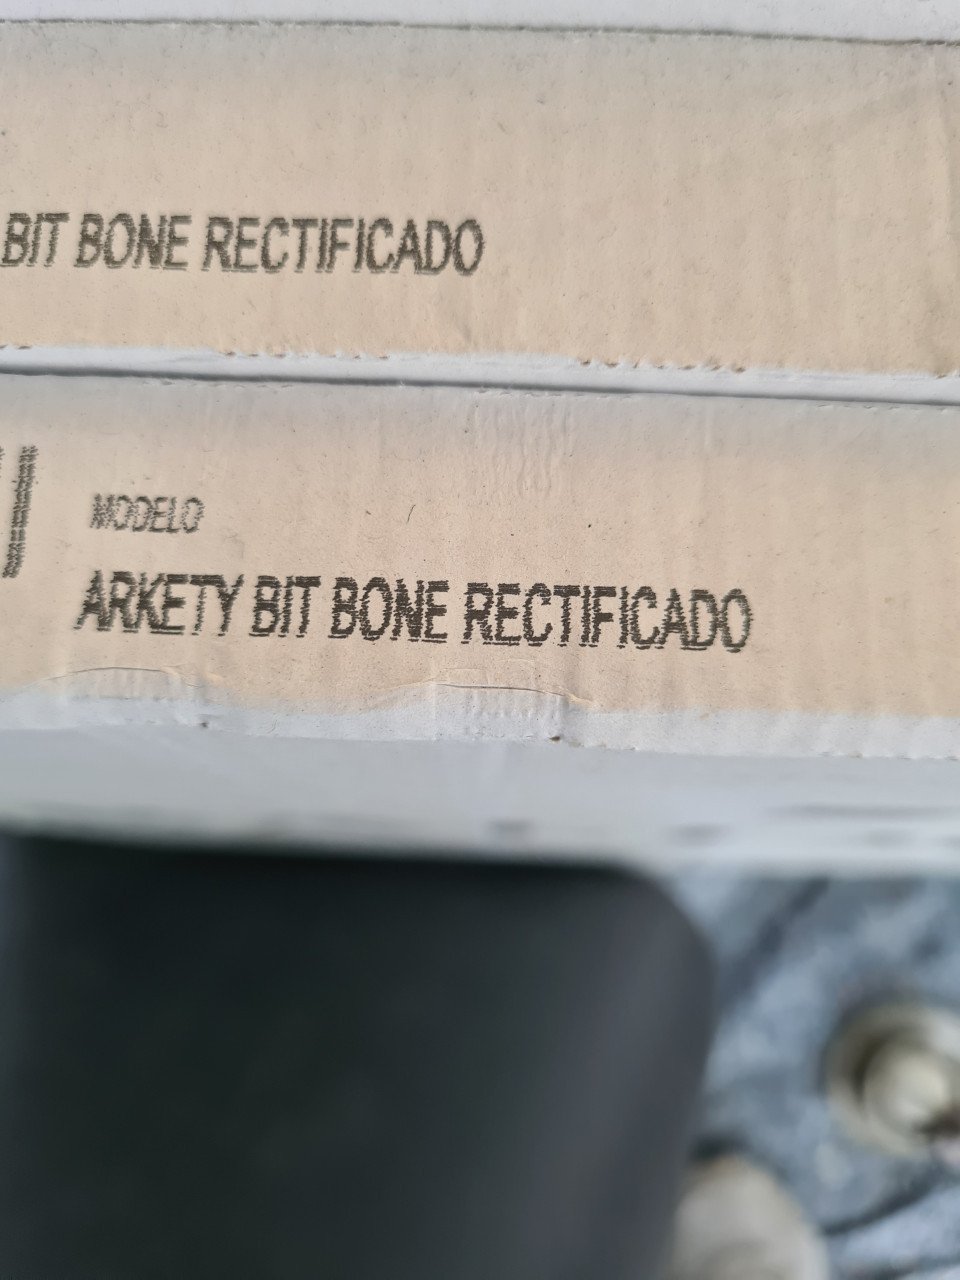 BIT BONE RECTIFICADO
MODELO
ARKETY BIT BONE RECTIFICADO